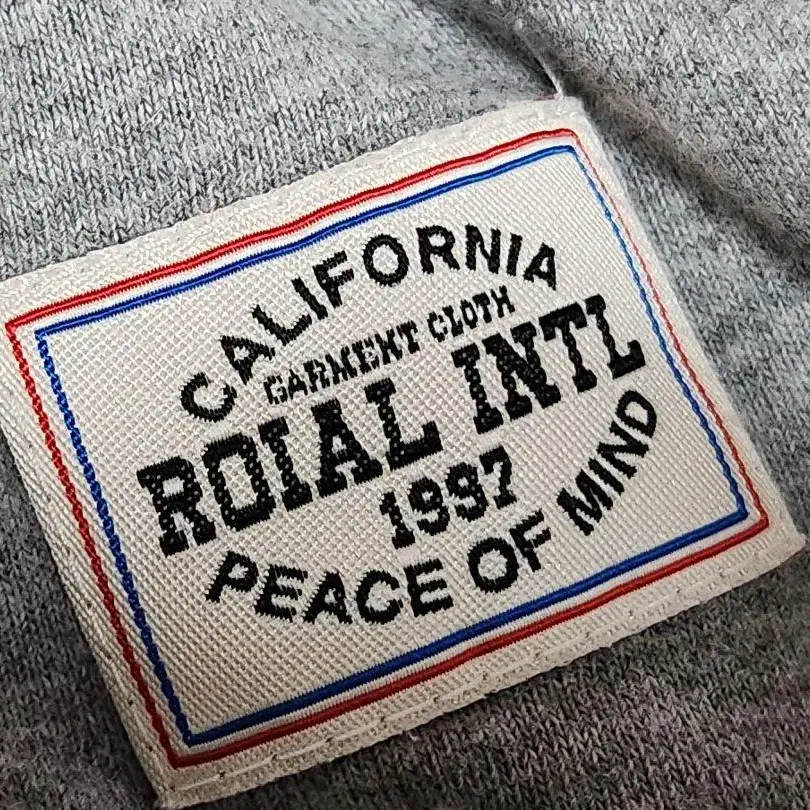 CALIFORNIA
GARMENT CLOTH
ROIAL INTL
1997
PEACE OF MIND